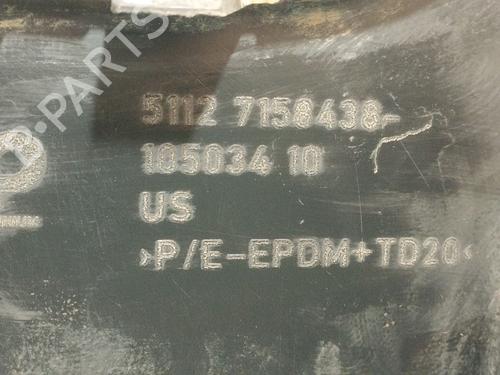 B-PARTS
5112 7158438-
105034 10
US
>P/E-EPDM+TD20<